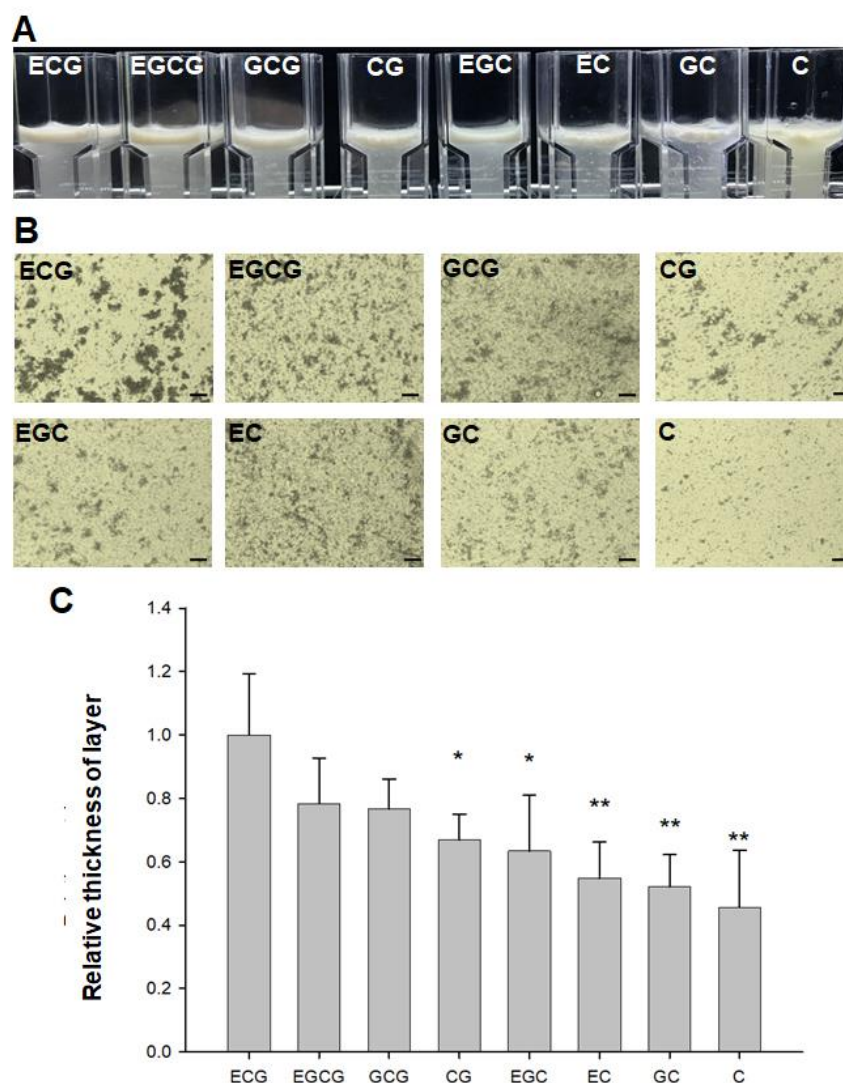 A
ECG EGCG GCG CG EGC EC GC C
B
ECG EGCG GCG CG
EGC EC GC C
C
Relative thickness of layer
1.4
1.2
1.0
0.8
0.6
0.4
0.2
0.0
* * ** ** **
ECG EGCG GCG CG EGC EC GC C